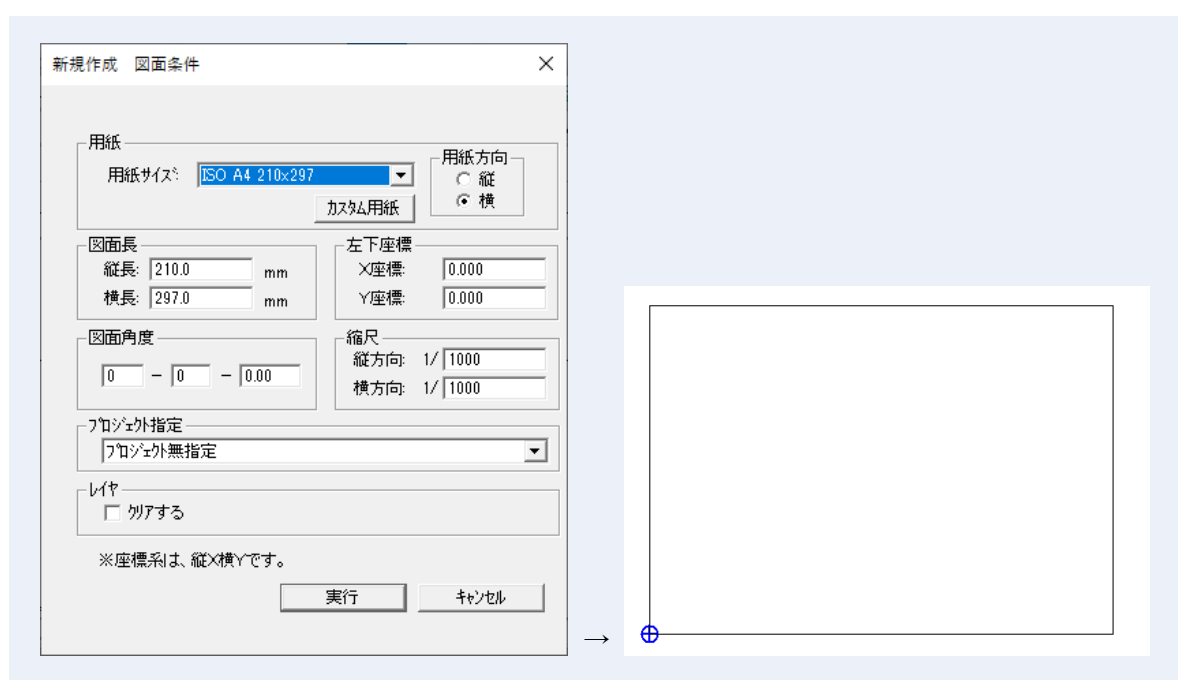 新規作成 図面条件
用紙
用紙サイズ: ISO A4 210x297
カスタム用紙
用紙方向
縦
横
図面長
縦長: 210.0 mm
横長: 297.0 mm
左下座標
X座標: 0.000
Y座標: 0.000
図面角度
0 - 0 - 0.00
縮尺
縦方向: 1/ 1000
横方向: 1/ 1000
プロジェクト指定
プロジェクト無指定
レイヤ
クリアする
※座標系は、縦X横Yです。
実行 キャンセル
→